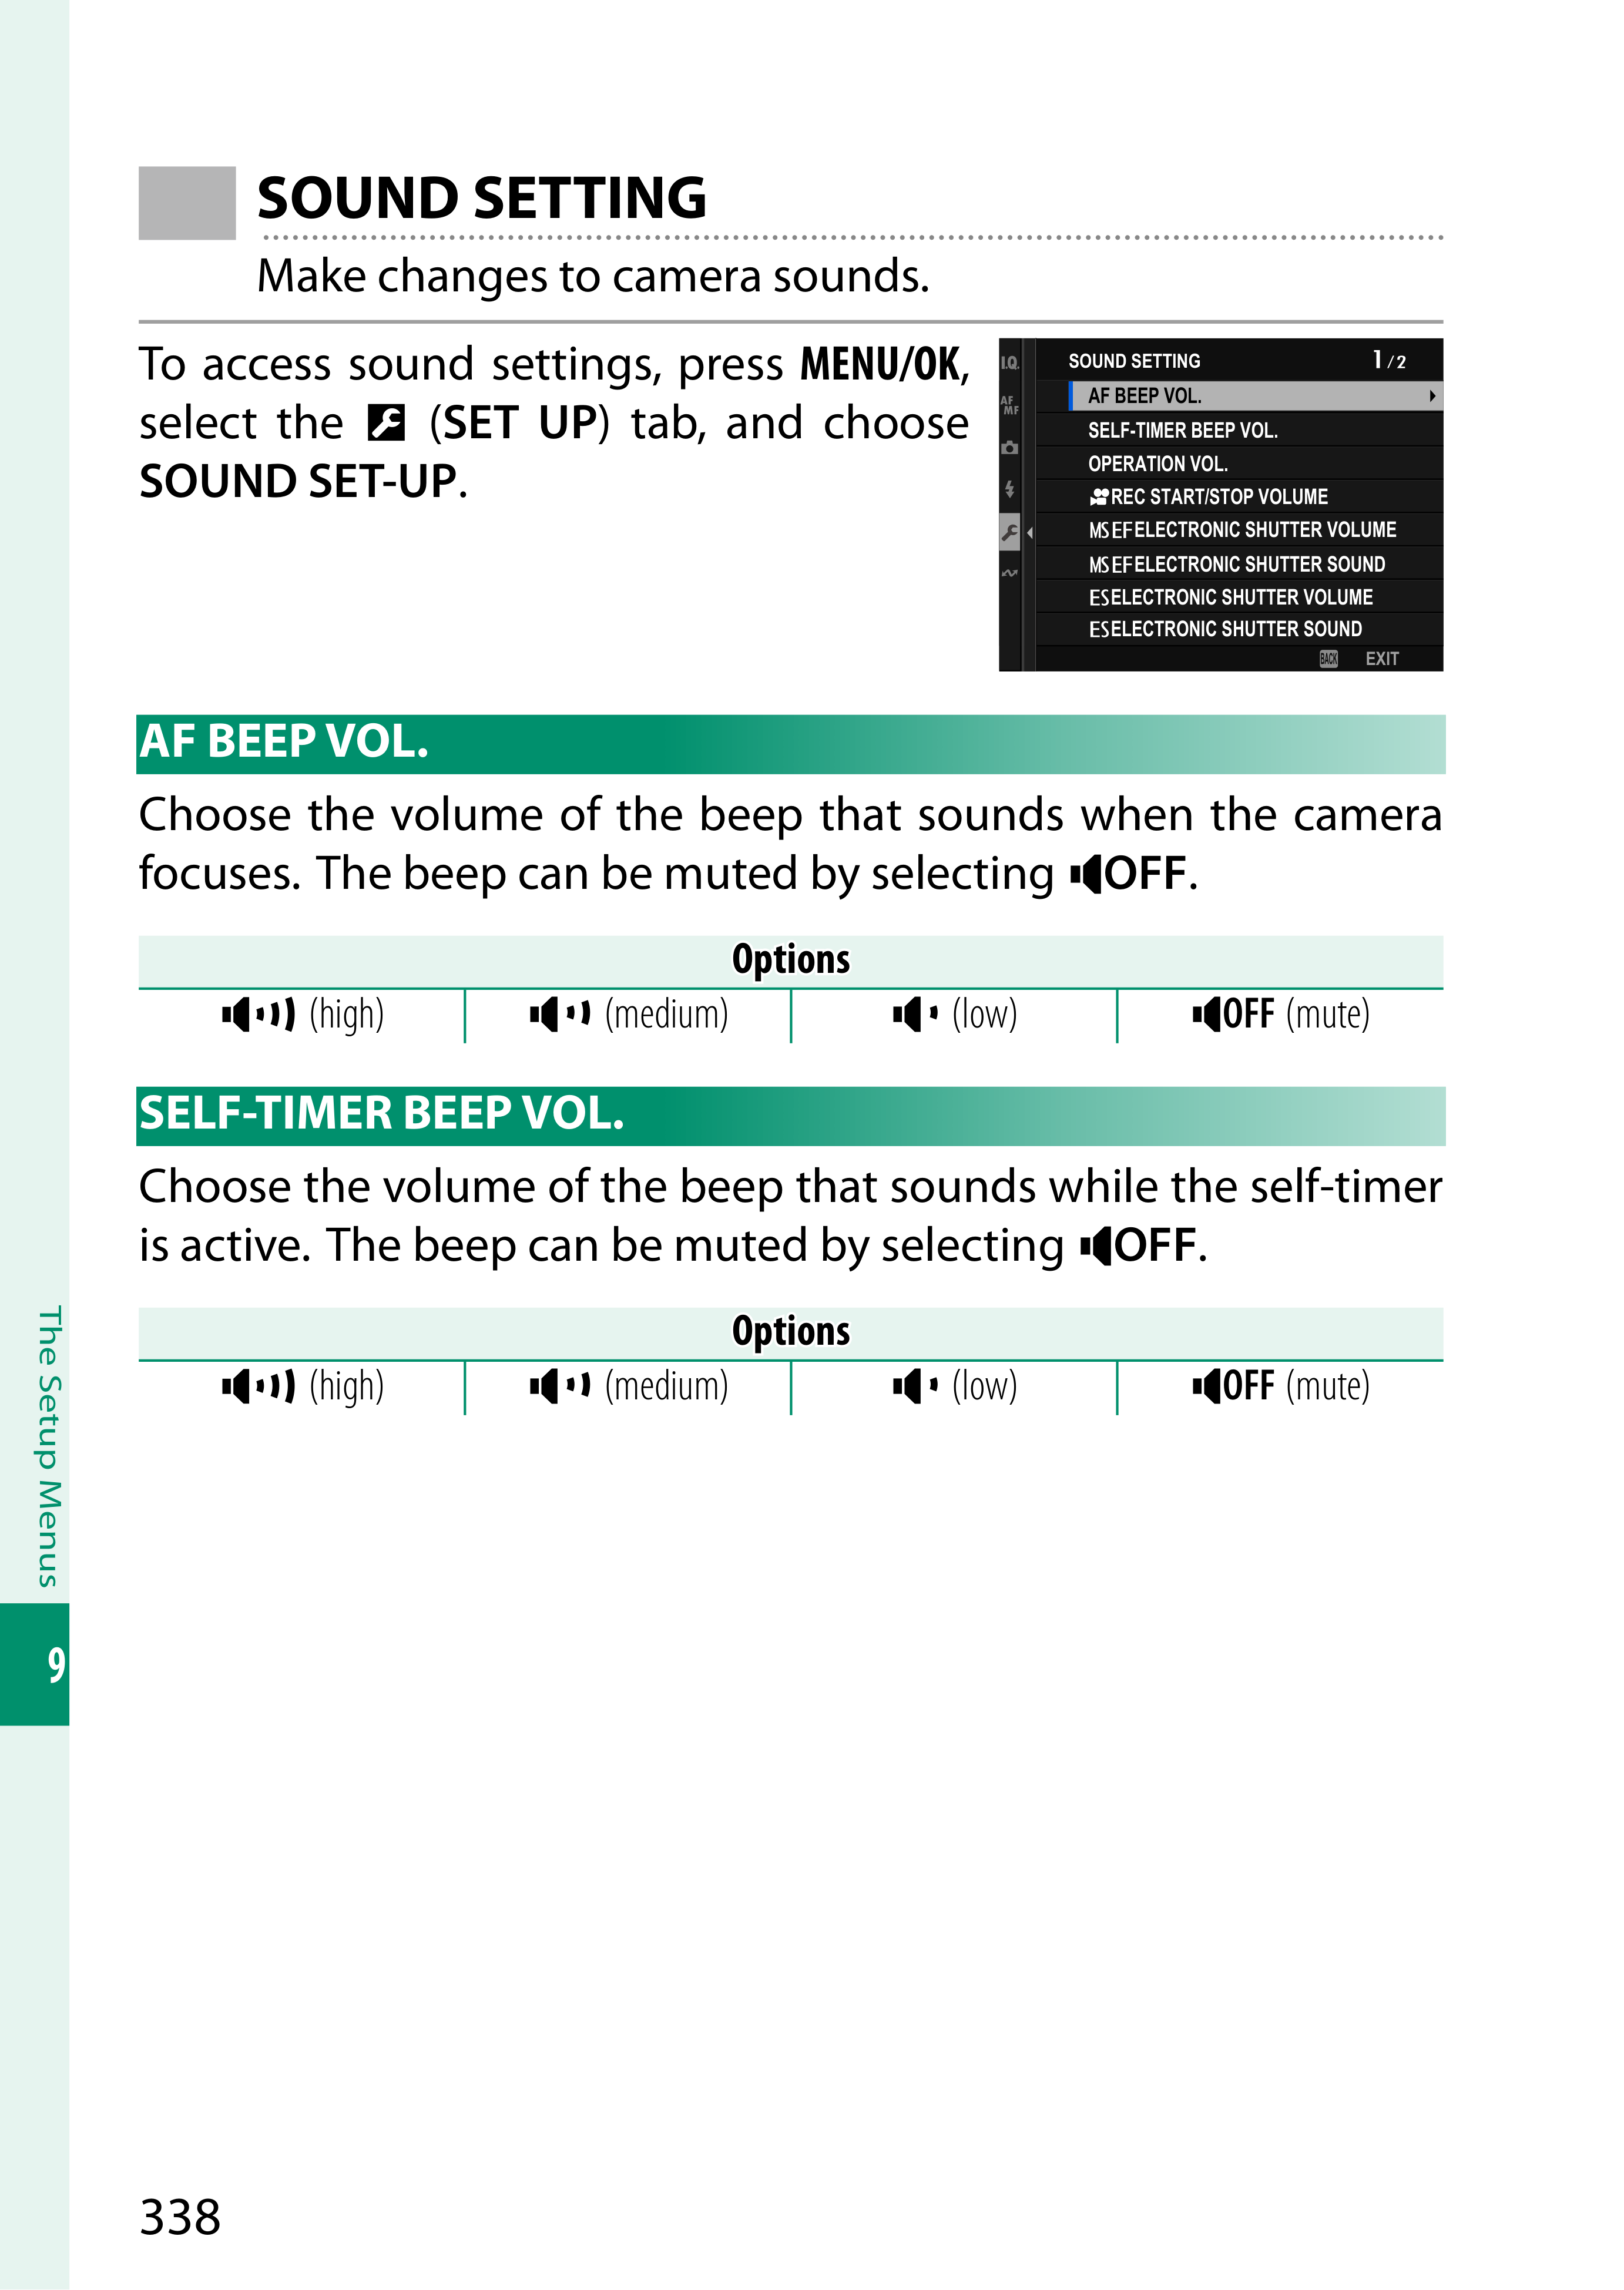 SOUND SETTING
Make changes to camera sounds.
To access sound settings, press MENU/OK,
select the (SET UP) tab, and choose
SOUND SET-UP.
I.Q.
AF
MF
SOUND SETTING 1/2
AF BEEP VOL.
SELF-TIMER BEEP VOL.
OPERATION VOL.
REC START/STOP VOLUME
MS EF ELECTRONIC SHUTTER VOLUME
MS EF ELECTRONIC SHUTTER SOUND
ES ELECTRONIC SHUTTER VOLUME
ES ELECTRONIC SHUTTER SOUND
BACK EXIT
AF BEEP VOL.
Choose the volume of the beep that sounds when the camera
focuses. The beep can be muted by selecting OFF.
Options
(high) (medium) (low) OFF (mute)
SELF-TIMER BEEP VOL.
Choose the volume of the beep that sounds while the self-timer
is active. The beep can be muted by selecting OFF.
Options
(high) (medium) (low) OFF (mute)
The Setup Menus
9
338